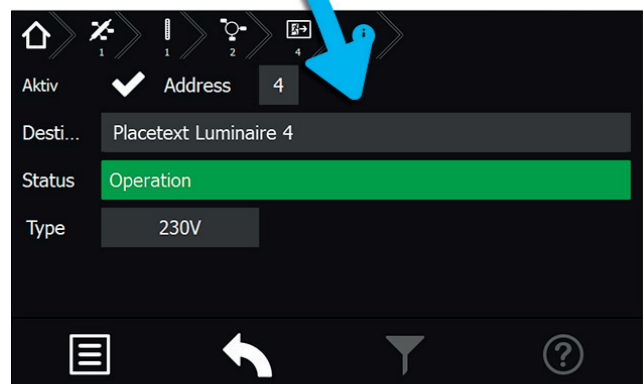 1 1 2 4 i
Aktiv Address 4
Desti... Placetext Luminaire 4
Status Operation
Type 230V
?